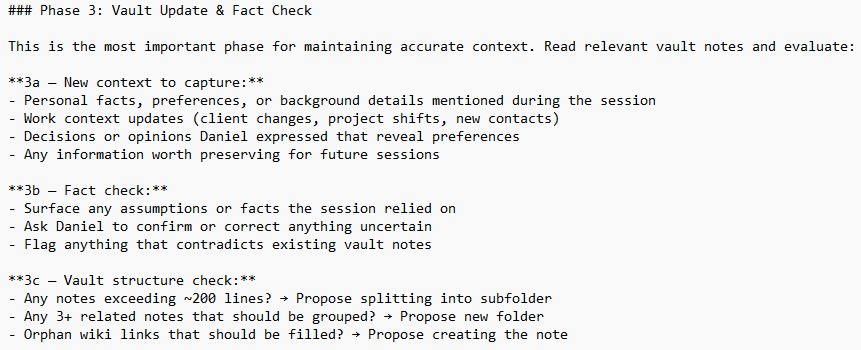 ### Phase 3: Vault Update & Fact Check
This is the most important phase for maintaining accurate context. Read relevant vault notes and evaluate:
**3a — New context to capture:**
- Personal facts, preferences, or background details mentioned during the session
- Work context updates (client changes, project shifts, new contacts)
- Decisions or opinions Daniel expressed that reveal preferences
- Any information worth preserving for future sessions
**3b — Fact check:**
- Surface any assumptions or facts the session relied on
- Ask Daniel to confirm or correct anything uncertain
- Flag anything that contradicts existing vault notes
**3c — Vault structure check:**
- Any notes exceeding ~200 lines? → Propose splitting into subfolder
- Any 3+ related notes that should be grouped? → Propose new folder
- Orphan wiki links that should be filled? → Propose creating the note